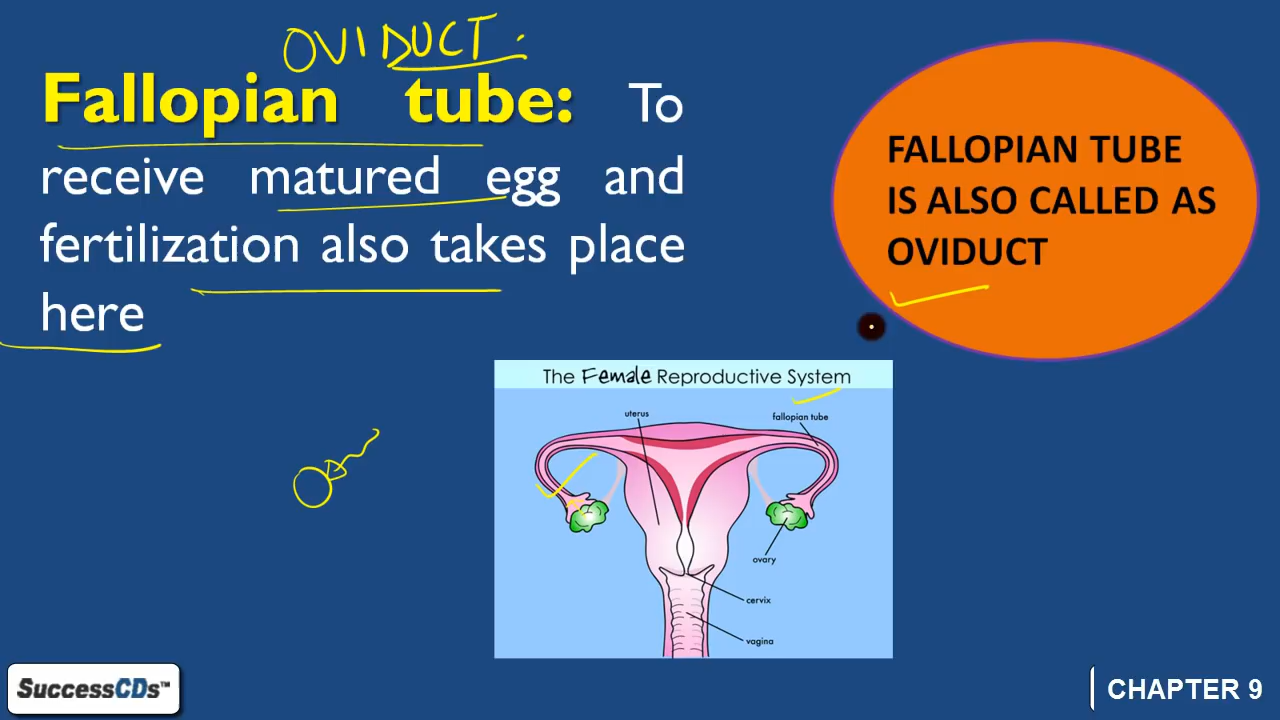 OVIDUCT :
Fallopian tube: To
receive matured egg and
fertilization also takes place
here
FALLOPIAN TUBE
IS ALSO CALLED AS
OVIDUCT
The Female Reproductive System
uterus
fallopian tube
ovary
cervix
vagina
SuccessCDs™
CHAPTER 9